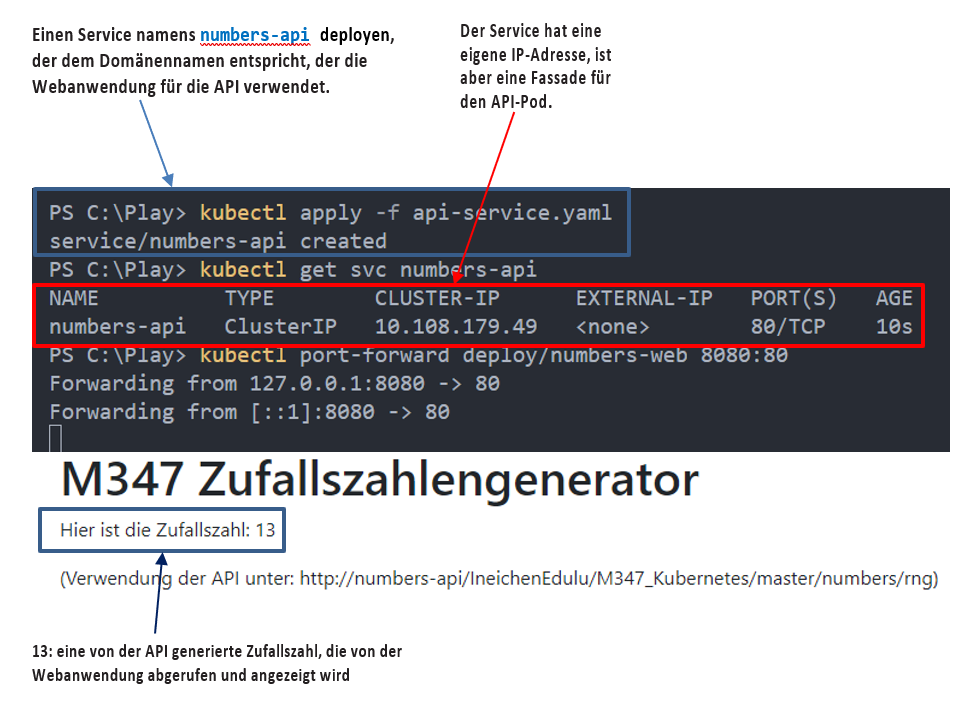 Einen Service namens numbers-api deployen,
der dem Domänennamen entspricht, der die
Webanwendung für die API verwendet.
Der Service hat eine
eigene IP-Adresse, ist
aber eine Fassade für
den API-Pod.
PS C:\Play> kubectl apply -f api-service.yaml
service/numbers-api created
PS C:\Play> kubectl get svc numbers-api
NAME TYPE CLUSTER-IP EXTERNAL-IP PORT(S) AGE
numbers-api ClusterIP 10.108.179.49 <none> 80/TCP 10s
PS C:\Play> kubectl port-forward deploy/numbers-web 8080:80
Forwarding from 127.0.0.1:8080 -> 80
Forwarding from [::1]:8080 -> 80
M347 Zufallszahlengenerator
Hier ist die Zufallszahl: 13
(Verwendung der API unter: http://numbers-api/IneichenEdulu/M347_Kubernetes/master/numbers/rng)
13: eine von der API generierte Zufallszahl, die von der
Webanwendung abgerufen und angezeigt wird